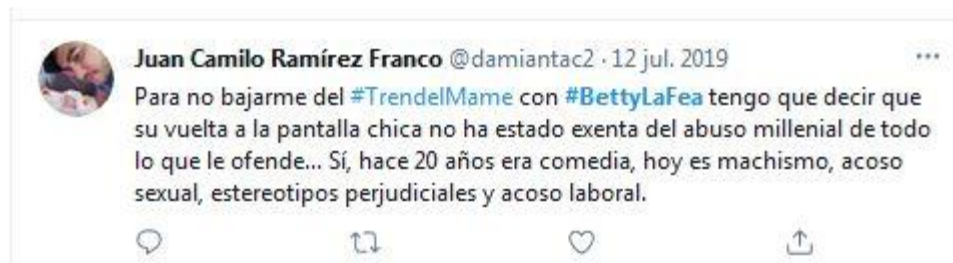 Juan Camilo Ramírez Franco @damiantac2 · 12 jul. 2019
Para no bajarme del #TrendelMame con #BettyLaFea tengo que decir que
su vuelta a la pantalla chica no ha estado exenta del abuso millenial de todo
lo que le ofende... Sí, hace 20 años era comedia, hoy es machismo, acoso
sexual, estereotipos perjudiciales y acoso laboral.